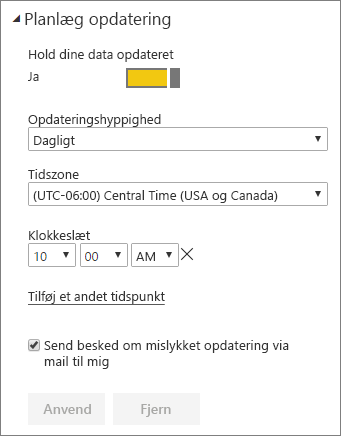 Planlæg opdatering
Hold dine data opdateret
Ja
Opdateringshyppighed
Dagligt
Tidszone
(UTC-06:00) Central Time (USA og Canada)
Klokkeslæt
10 00 AM
Tilføj et andet tidspunkt
Send besked om mislykket opdatering via
mail til mig
Anvend Fjern